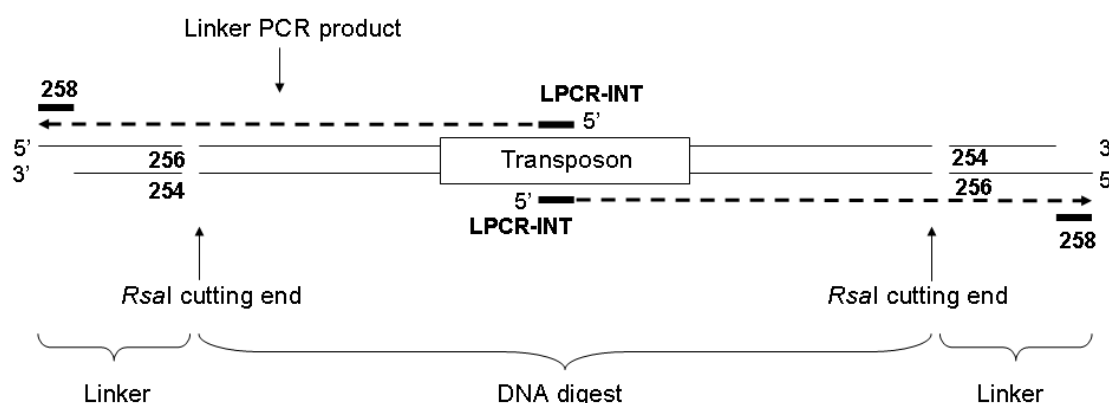 Linker PCR product
258
LPCR-INT
5'
5'
Transposon
3'
256
254
3'
254
5'
256
5'
LPCR-INT
258
RsaI cutting end
RsaI cutting end
Linker
DNA digest
Linker